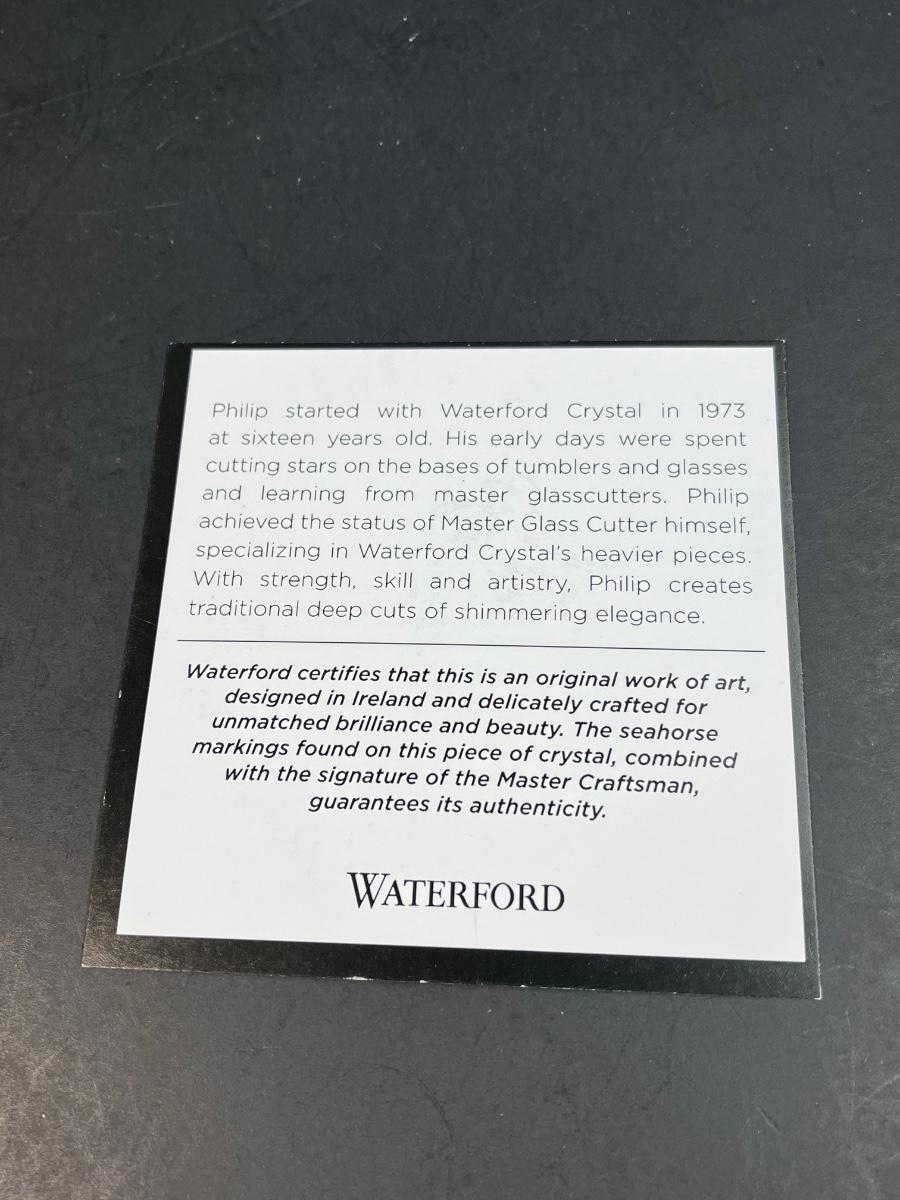 Philip started with Waterford Crystal in 1973
at sixteen years old. His early days were spent
cutting stars on the bases of tumblers and glasses
and learning from master glasscutters. Philip
achieved the status of Master Glass Cutter himself,
specializing in Waterford Crystal's heavier pieces.
With strength, skill and artistry, Philip creates
traditional deep cuts of shimmering elegance.
Waterford certifies that this is an original work of art,
designed in Ireland and delicately crafted for
unmatched brilliance and beauty. The seahorse
markings found on this piece of crystal, combined
with the signature of the Master Craftsman,
guarantees its authenticity.
WATERFORD